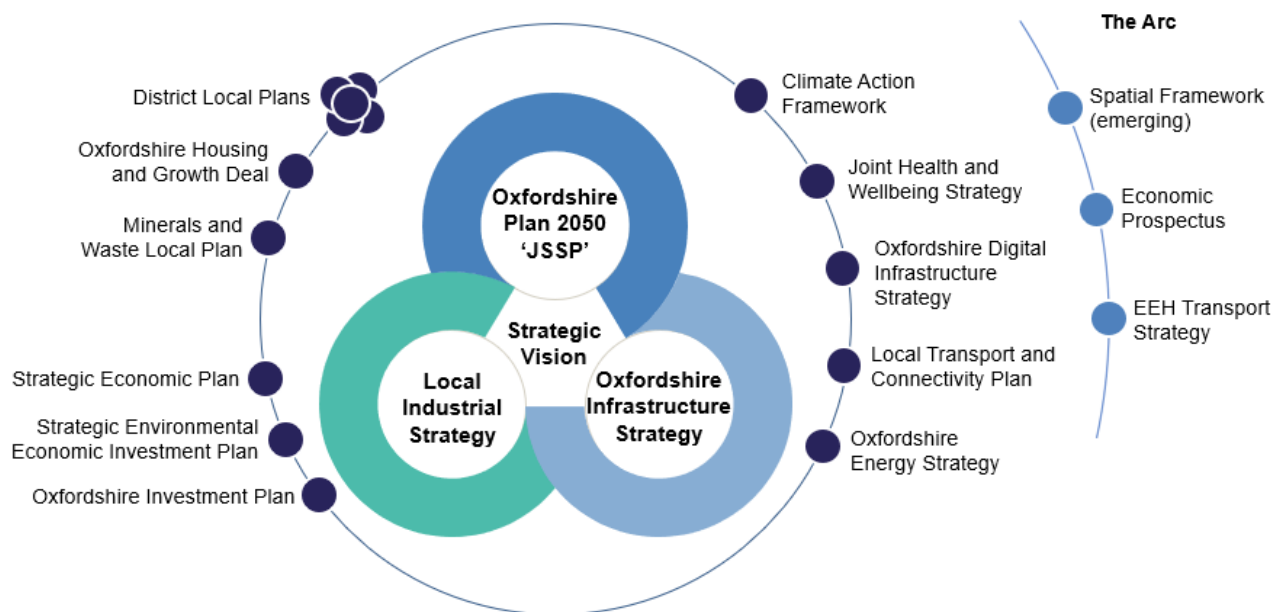 The Arc
District Local Plans
Oxfordshire Housing
and Growth Deal
Minerals and
Waste Local Plan
Strategic Economic Plan
Strategic Environmental
Economic Investment Plan
Oxfordshire Investment Plan
Oxfordshire
Plan 2050
‘JSSP’
Strategic
Vision
Local
Industrial
Strategy
Oxfordshire
Infrastructure
Strategy
Climate Action
Framework
Joint Health and
Wellbeing Strategy
Oxfordshire Digital
Infrastructure
Strategy
Local Transport and
Connectivity Plan
Oxfordshire
Energy Strategy
Spatial Framework
(emerging)
Economic
Prospectus
EEH Transport
Strategy